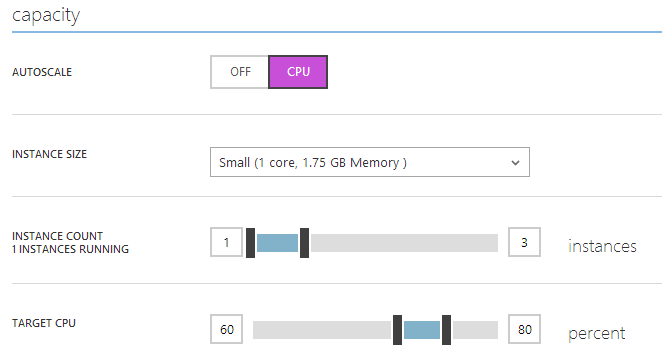 capacity
AUTOSCALE
OFF CPU
INSTANCE SIZE
Small (1 core, 1.75 GB Memory )
INSTANCE COUNT
1 INSTANCES RUNNING
1 3 instances
TARGET CPU
60 80 percent